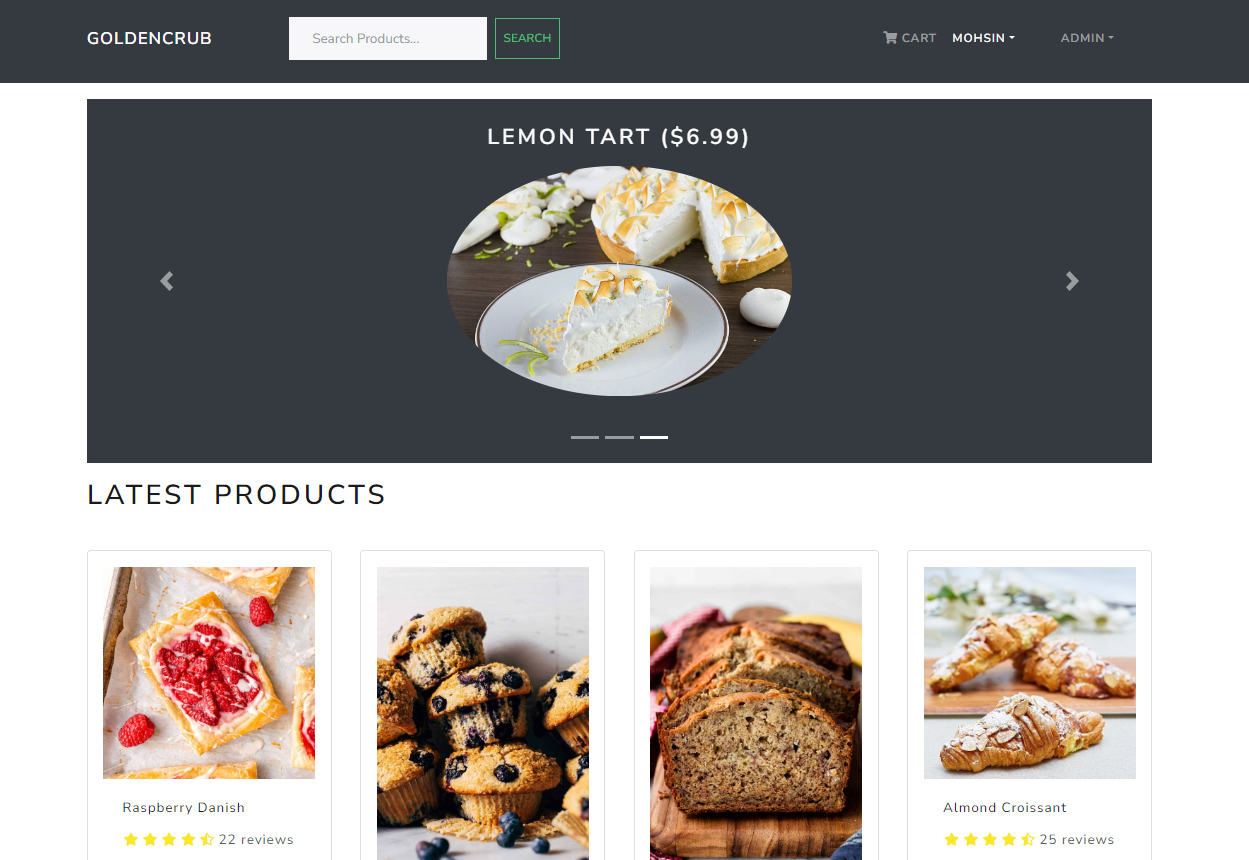 GOLDENCRUB
Search Products...
SEARCH
CART
MOHSIN
ADMIN
LEMON TART ($6.99)
LATEST PRODUCTS
Raspberry Danish
22 reviews
Almond Croissant
25 reviews